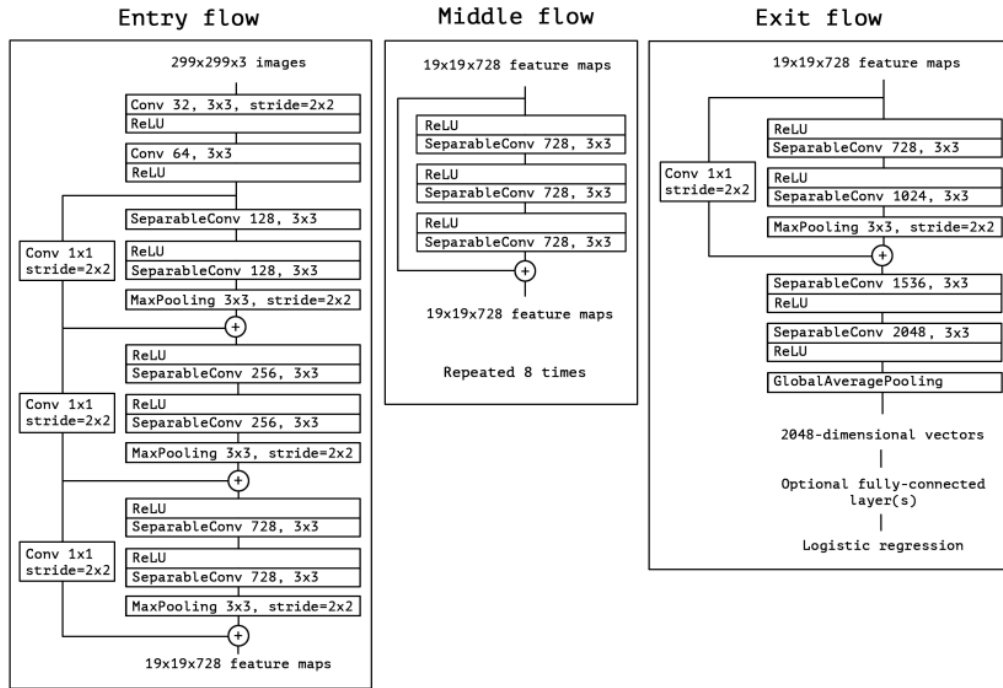 Entry flow
299x299x3 images
Conv 32, 3x3, stride=2x2
ReLU
Conv 64, 3x3
ReLU
SeparableConv 128, 3x3
Conv 1x1
stride=2x2
ReLU
SeparableConv 128, 3x3
MaxPooling 3x3, stride=2x2
+
ReLU
SeparableConv 256, 3x3
Conv 1x1
stride=2x2
ReLU
SeparableConv 256, 3x3
MaxPooling 3x3, stride=2x2
+
ReLU
SeparableConv 728, 3x3
Conv 1x1
stride=2x2
ReLU
SeparableConv 728, 3x3
MaxPooling 3x3, stride=2x2
+
19x19x728 feature maps
Middle flow
19x19x728 feature maps
ReLU
SeparableConv 728, 3x3
ReLU
SeparableConv 728, 3x3
ReLU
SeparableConv 728, 3x3
+
19x19x728 feature maps
Repeated 8 times
Exit flow
19x19x728 feature maps
ReLU
SeparableConv 728, 3x3
Conv 1x1
stride=2x2
ReLU
SeparableConv 1024, 3x3
MaxPooling 3x3, stride=2x2
+
SeparableConv 1536, 3x3
ReLU
SeparableConv 2048, 3x3
ReLU
GlobalAveragePooling
2048-dimensional vectors
Optional fully-connected
layer(s)
Logistic regression